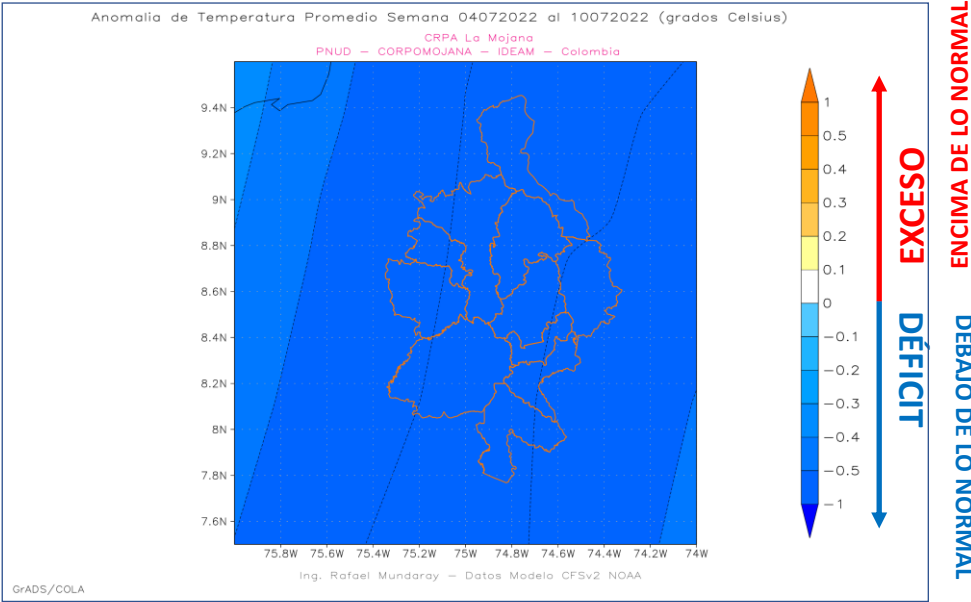 Anomalia de Temperatura Promedio Semana 04072022 al 10072022 (grados Celsius)
CRPA La Mojana
PNUD – CORPOMOJANA – IDEAM – Colombia
9.4N
9.2N
9N
8.8N
8.6N
8.4N
8.2N
8N
7.8N
7.6N
75.8W 75.6W 75.4W 75.2W 75W 74.8W 74.6W 74.4W 74.2W 74W
1
0.5
0.4
0.3
0.2
0.1
0
−0.1
−0.2
−0.3
−0.4
−0.5
−1
EXCESO
DÉFICIT
ENCIMA DE LO NORMAL
DEBAJO DE LO NORMAL
Ing. Rafael Mundaray – Datos Modelo CFSv2 NOAA
GrADS/COLA